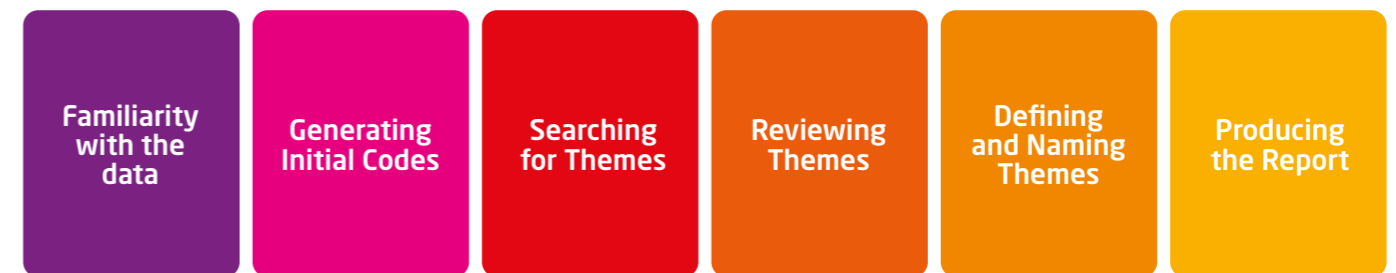 Familiarity
with the
data
Generating
Initial Codes
Searching
for Themes
Reviewing
Themes
Defining
and Naming
Themes
Producing
the Report